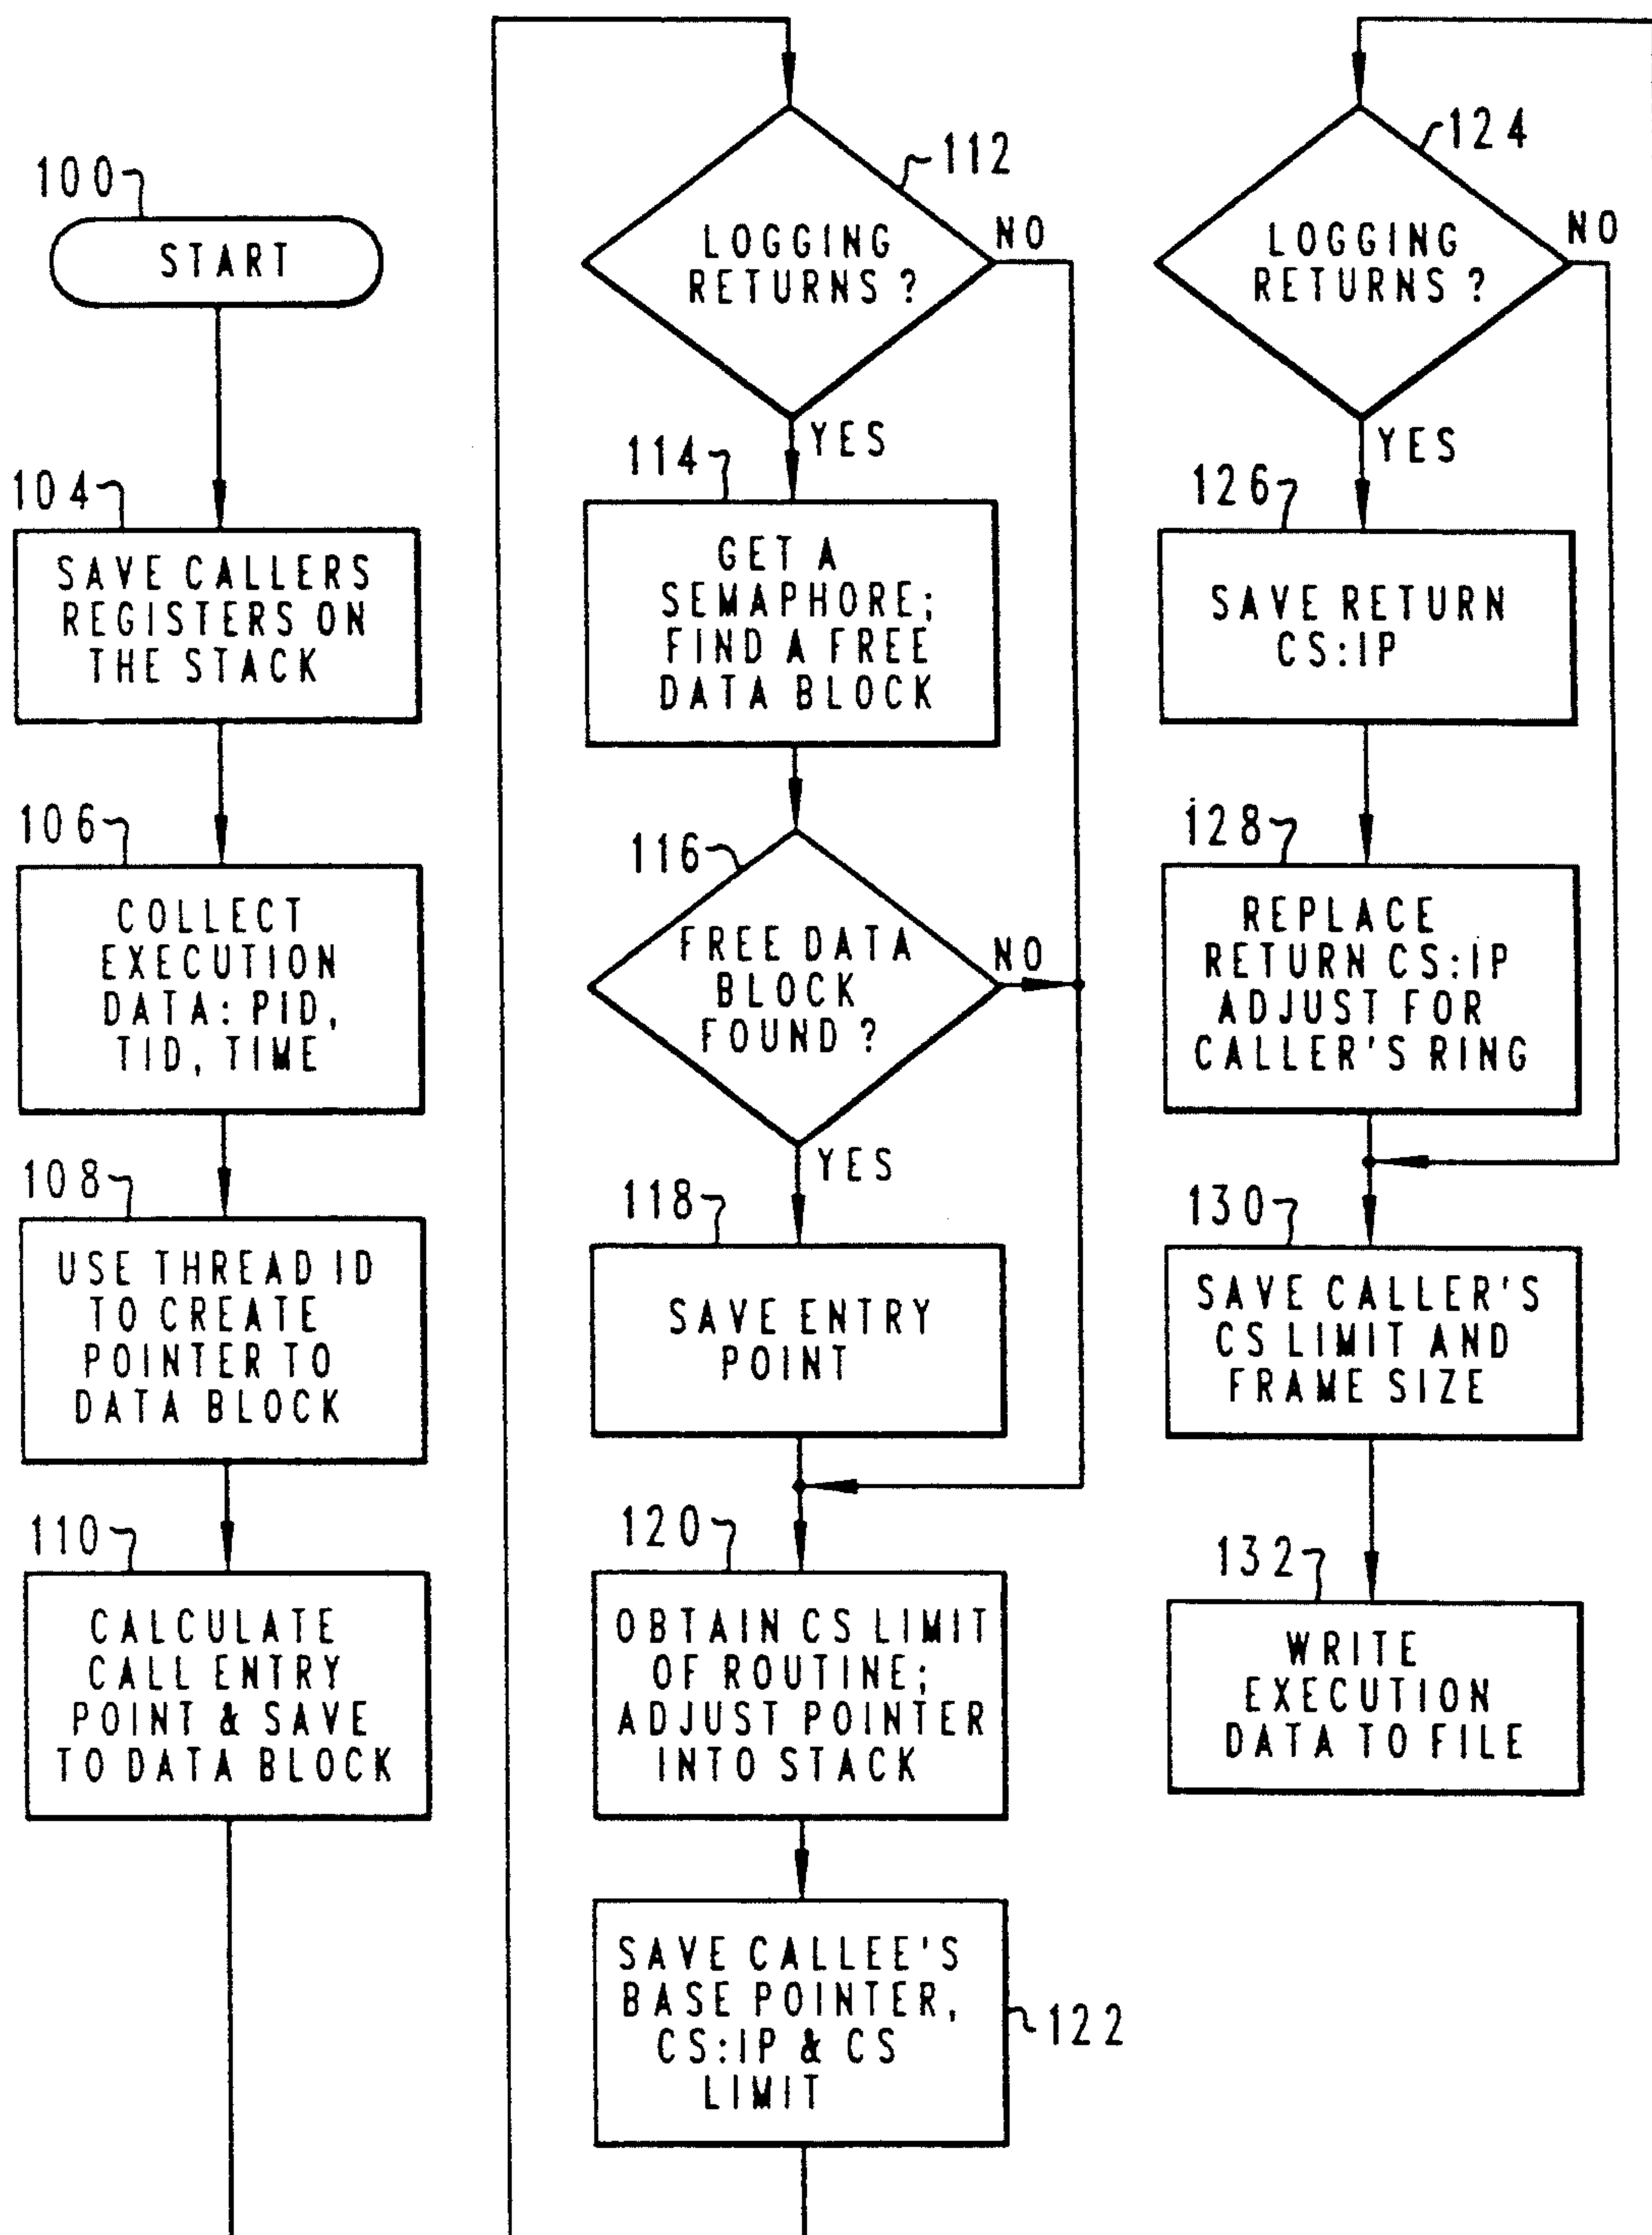 100
START
104
SAVE CALLERS
REGISTERS ON
THE STACK
106
COLLECT
EXECUTION
DATA: PID,
TID, TIME
108
USE THREAD ID
TO CREATE
POINTER TO
DATA BLOCK
110
CALCULATE
CALL ENTRY
POINT & SAVE
TO DATA BLOCK
112
LOGGING
RETURNS ?
NO
YES
114
GET A
SEMAPHORE;
FIND A FREE
DATA BLOCK
116
FREE DATA
BLOCK
FOUND ?
NO
YES
118
SAVE ENTRY
POINT
120
OBTAIN CS LIMIT
OF ROUTINE;
ADJUST POINTER
INTO STACK
SAVE CALLEE'S
BASE POINTER,
CS:IP & CS
LIMIT
122
124
LOGGING
RETURNS ?
NO
YES
126
SAVE RETURN
CS:IP
128
REPLACE
RETURN CS:IP
ADJUST FOR
CALLER'S RING
130
SAVE CALLER'S
CS LIMIT AND
FRAME SIZE
132
WRITE
EXECUTION
DATA TO FILE